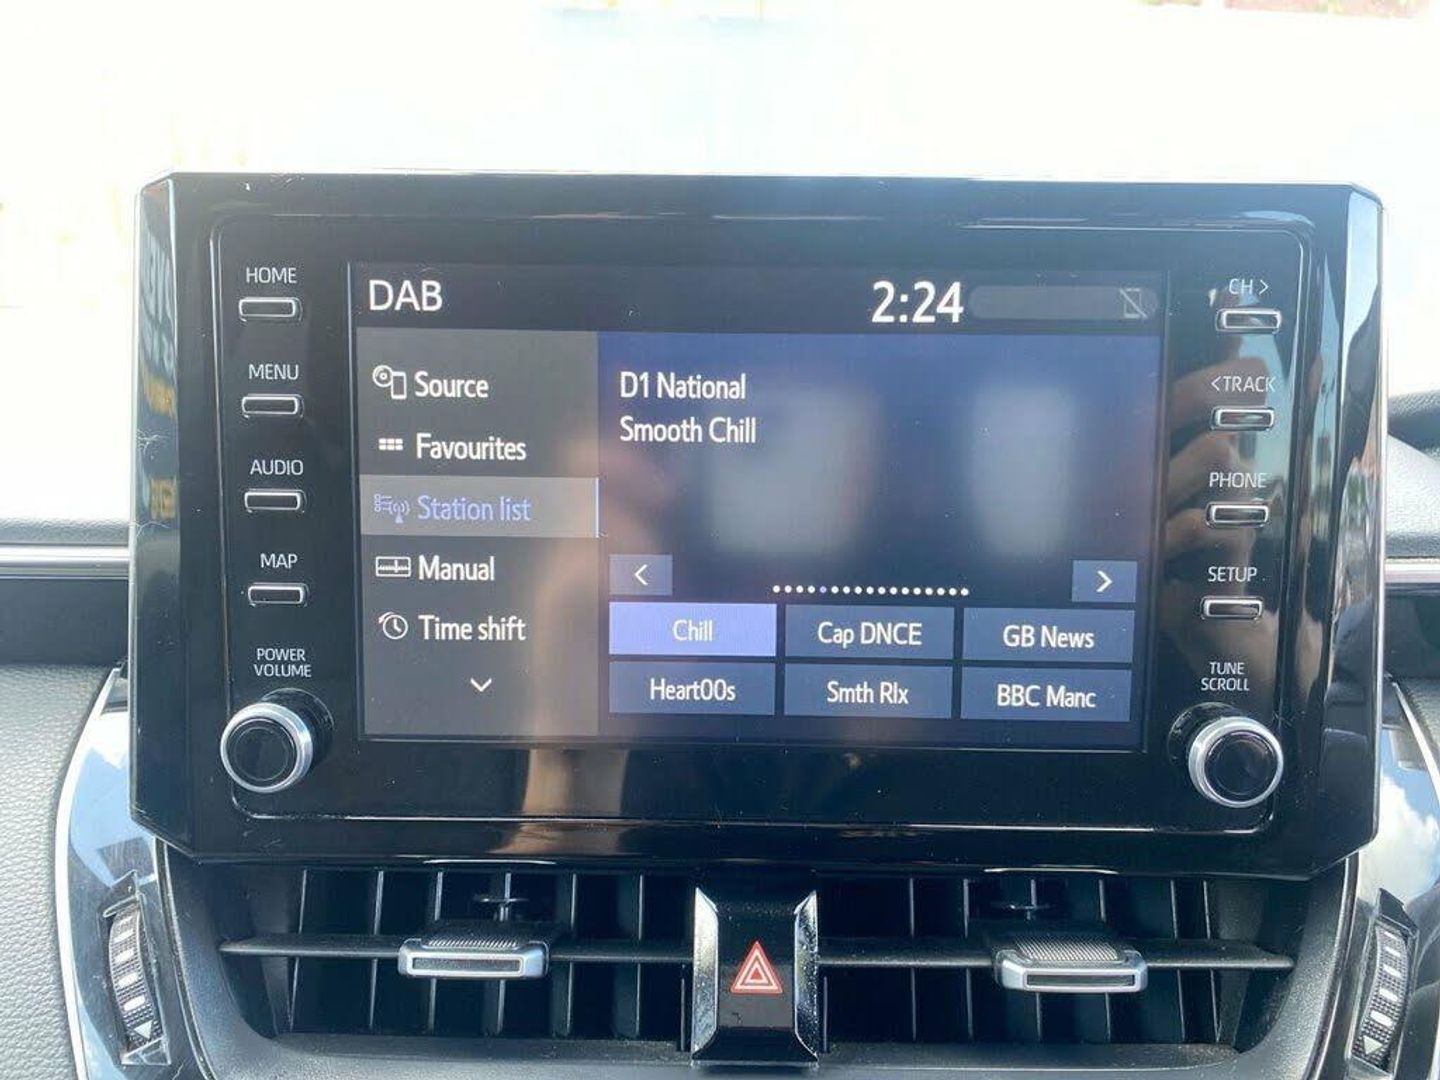 HOME
MENU
AUDIO
MAP
POWER
VOLUME
DAB
2:24
Source
Favourites
Station list
Manual
Time shift
D1 National
Smooth Chill
<
>
Chill
Cap DNCE
GB News
Heart00s
Smth Rlx
BBC Manc
CH >
< TRACK
PHONE
SETUP
TUNE
SCROLL